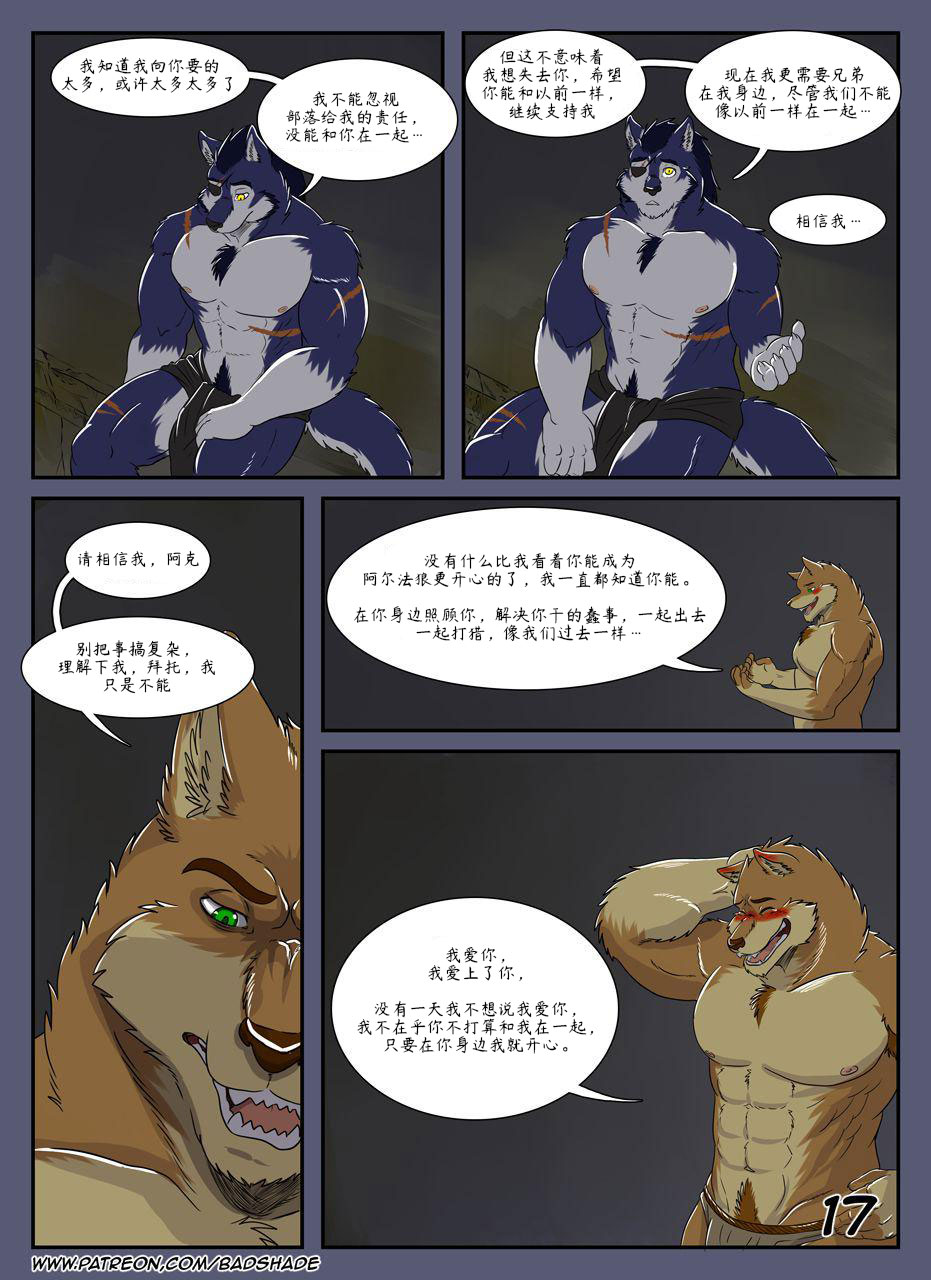 我知道我向你要的
太多，或许太多太多了
我不能忽视
部落给我的责任，
没能和你在一起…
但这不意味着
我想失去你，希望
你能和以前一样，
继续支持我
现在我更需要兄弟
在我身边，尽管我们不能
像以前一样在一起…
相信我…
请相信我，阿克
别把事搞复杂，
理解下我，拜托，我
只是不能
没有什么比我看着你能成为
阿尔法狼更开心的了，我一直都知道你能。
在你身边照顾你，解决你干的蠢事，一起出去
一起打猎，像我们过去一样…
我爱你，
我爱上了你，
没有一天我不想说我爱你，
我不在乎你不打算和我在一起，
只要在你身边我就开心。
17
WWW.PATREON,COM/BADSHADE